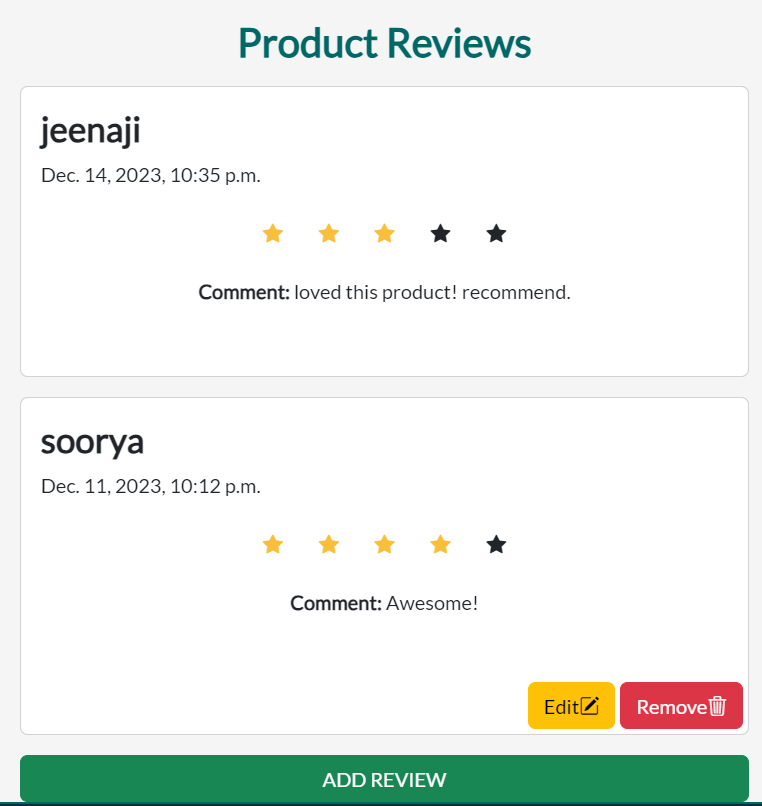 Product Reviews
jeenaji
Dec. 14, 2023, 10:35 p.m.
Comment: loved this product! recommend.
soorya
Dec. 11, 2023, 10:12 p.m.
Comment: Awesome!
Edit Remove
ADD REVIEW